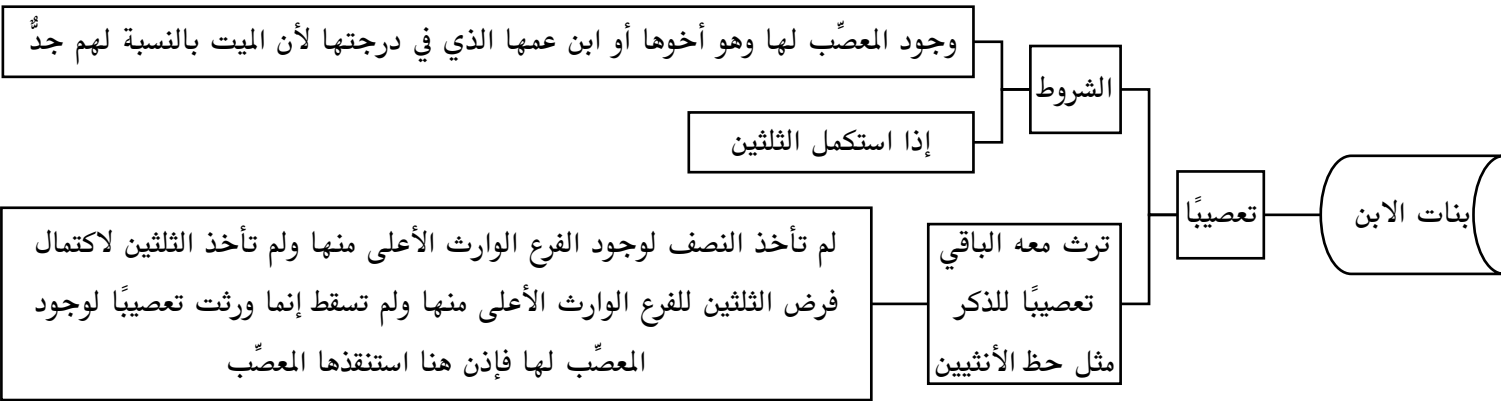 بنات الابن
تعصيبًا
الشروط
وجود المعصِّب لها وهو أخوها أو ابن عمها الذي في درجتها لأن الميت بالنسبة لهم جدٌّ
إذا استكمل الثلثين
ترث معه الباقي
تعصيبًا للذكر
مثل حظ الأنثيين
لم تأخذ النصف لوجود الفرع الوارث الأعلى منها ولم تأخذ الثلثين لاكتمال
فرض الثلثين للفرع الوارث الأعلى منها ولم تسقط إنما ورثت تعصيبًا لوجود
المعصِّب لها فإذن هنا استنقذها المعصِّب